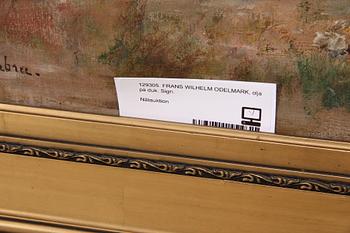 129305. FRANS WILHELM ODELMARK, olja
på duk. Sign.
Nätauktion